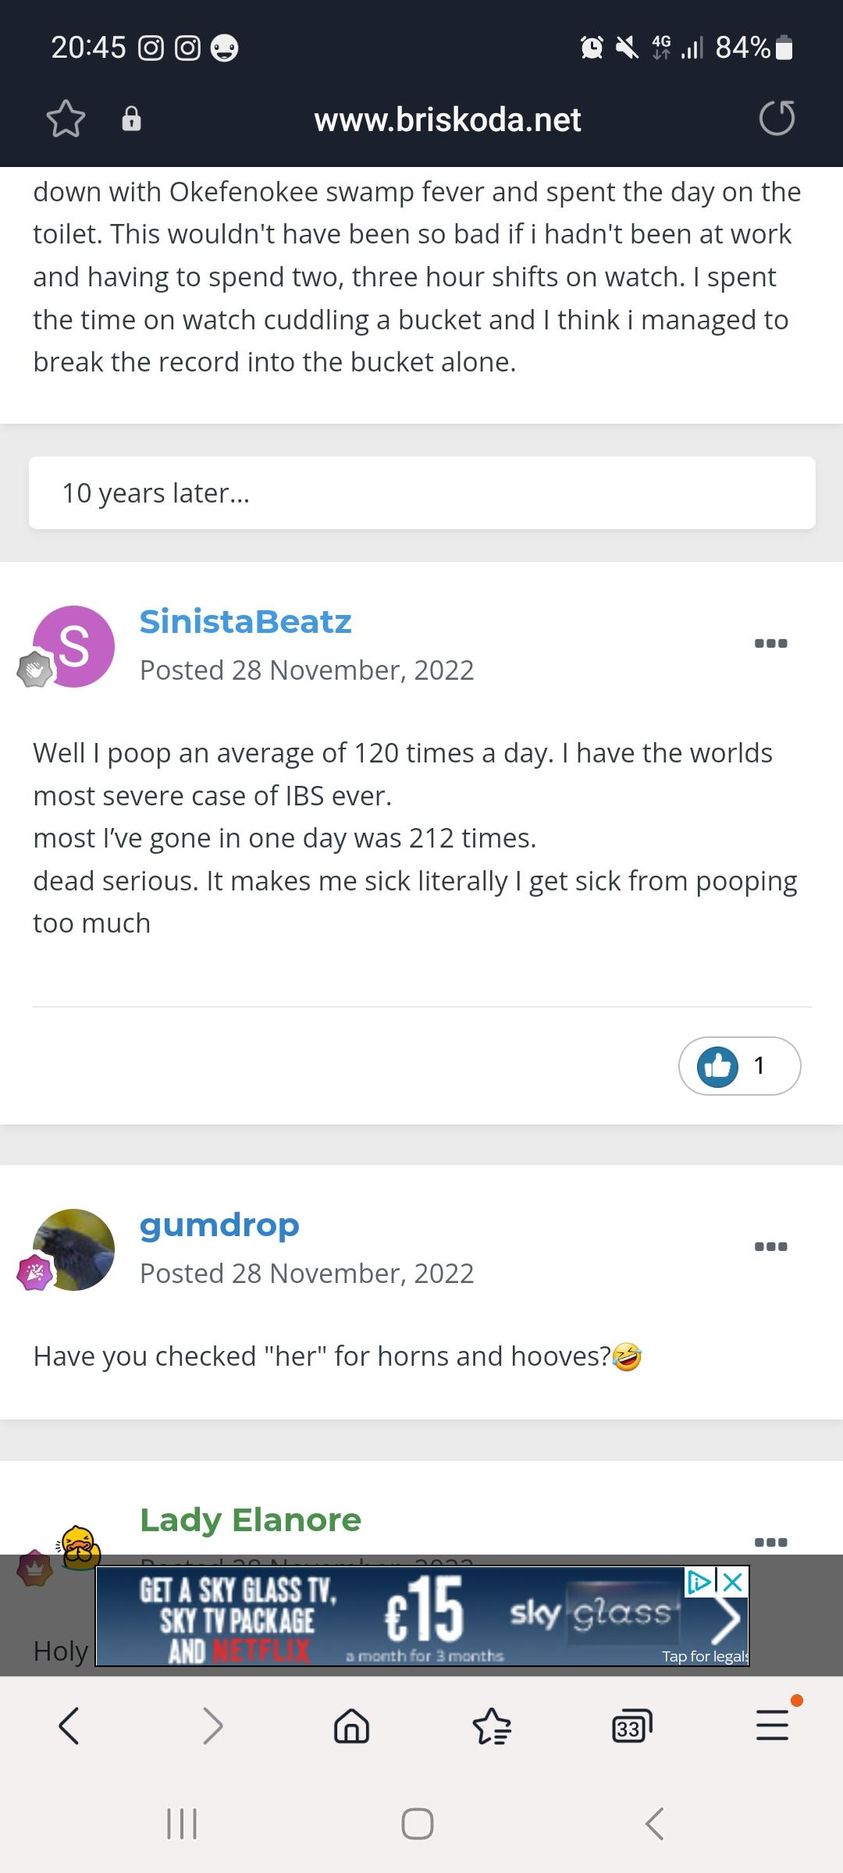 20:45 4G 84%
www.briskoda.net
down with Okefenokee swamp fever and spent the day on the
toilet. This wouldn't have been so bad if i hadn't been at work
and having to spend two, three hour shifts on watch. I spent
the time on watch cuddling a bucket and I think i managed to
break the record into the bucket alone.
10 years later...
S
SinistaBeatz
Posted 28 November, 2022
Well I poop an average of 120 times a day. I have the worlds
most severe case of IBS ever.
most I’ve gone in one day was 212 times.
dead serious. It makes me sick literally I get sick from pooping
too much
1
gumdrop
Posted 28 November, 2022
Have you checked "her" for horns and hooves?🤣
Lady Elanore
Posted 28 November, 2022
Holy
GET A SKY GLASS TV,
SKY TV PACKAGE
AND NETFLIX
€15
a month for 3 months
sky glass
Tap for legals
33